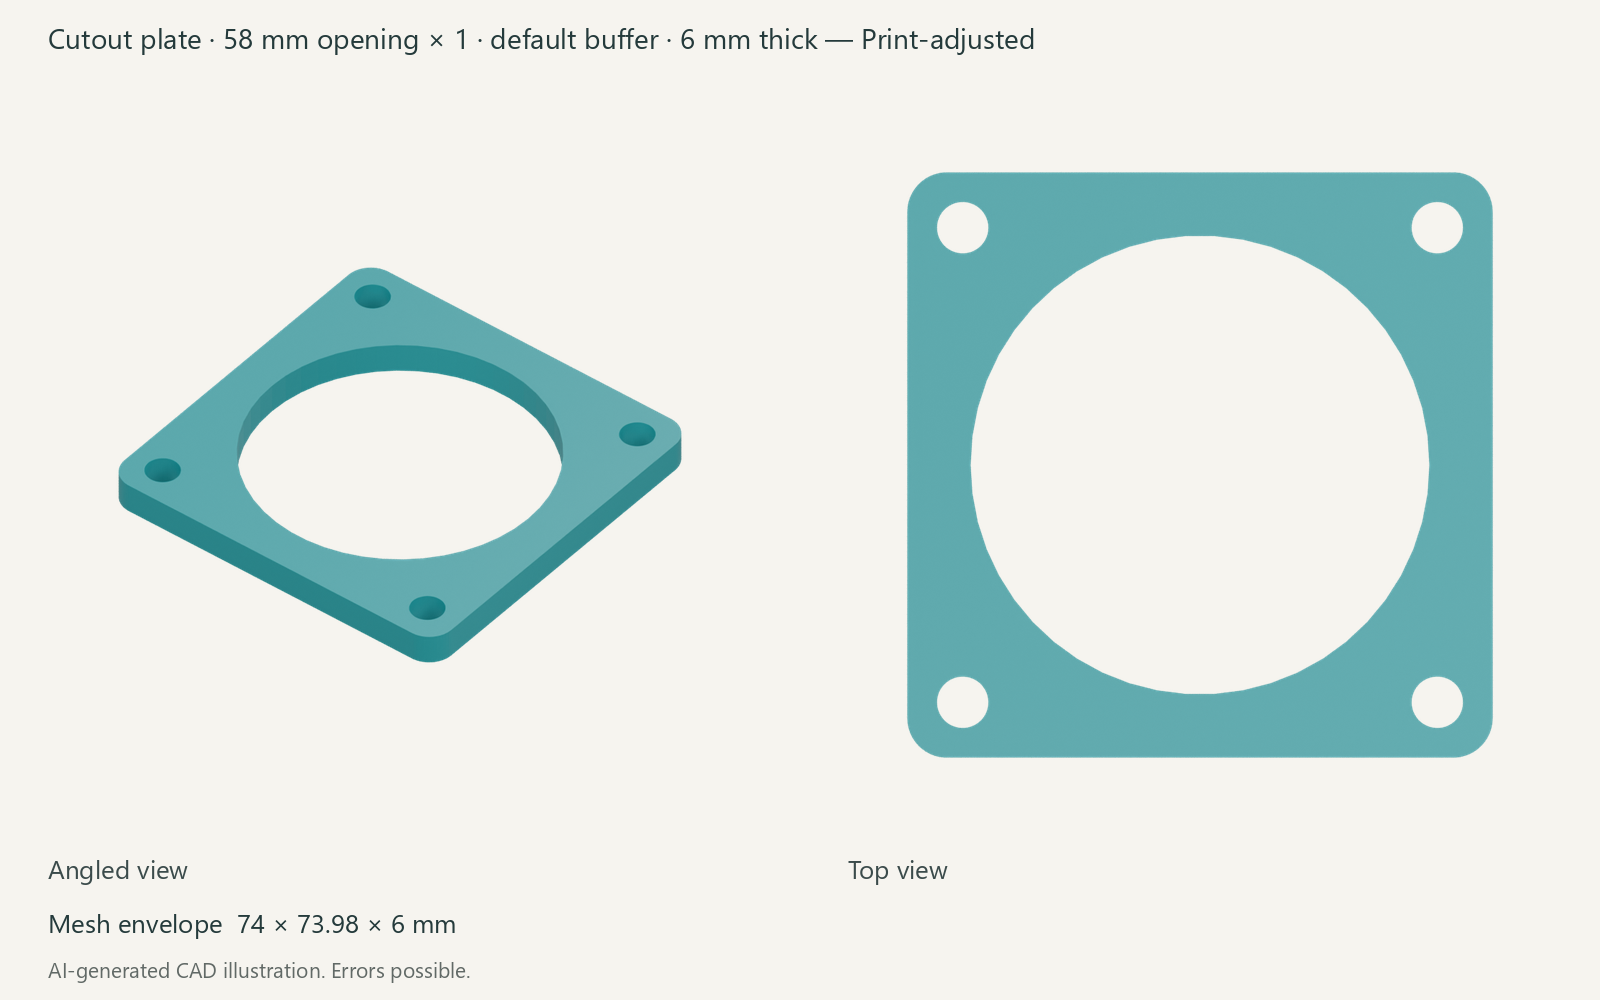 Cutout plate · 58 mm opening × 1 · default buffer · 6 mm thick — Print-adjusted
Angled view
Top view
Mesh envelope 74 × 73.98 × 6 mm
AI-generated CAD illustration. Errors possible.